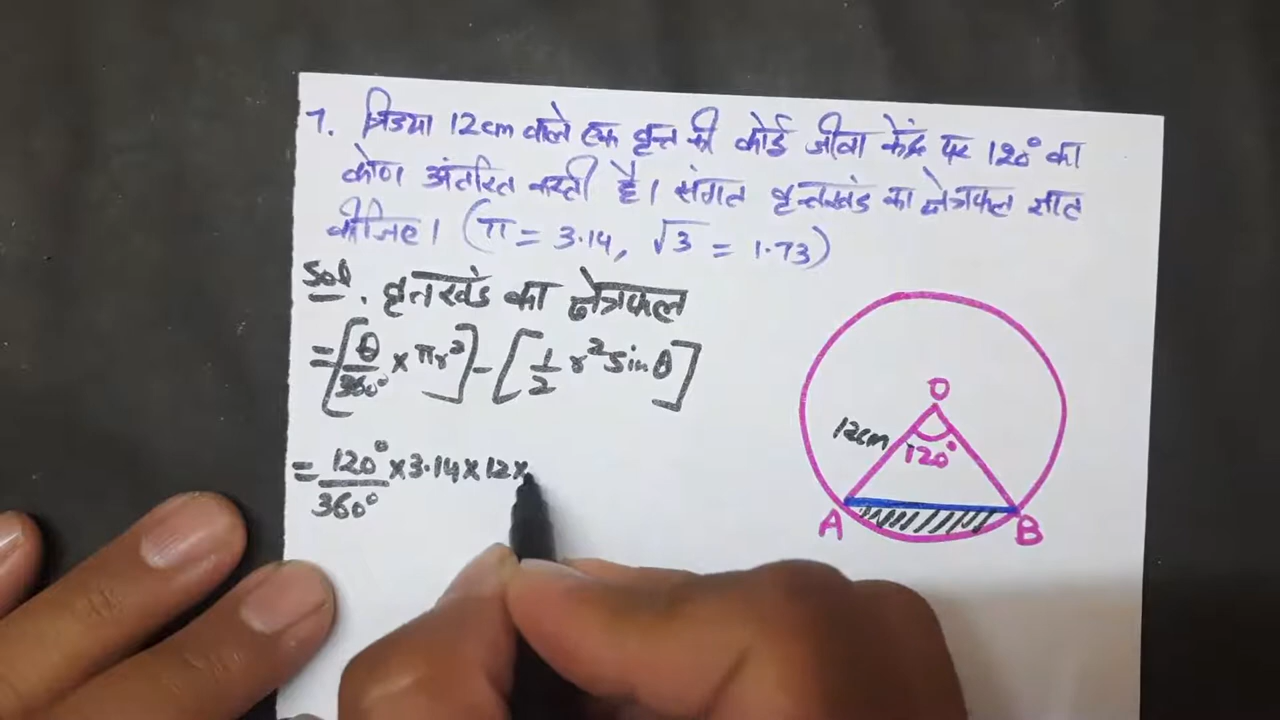 7. त्रिज्या 12cm वाले एक वृत्त की कोई जीवा केंद्र पर 120° का
कोण अंतरित करती है। संगत वृत्तखंड का क्षेत्रफल ज्ञात
कीजिए। (π = 3.14, √3 = 1.73)
Sol. वृत्तखंड का क्षेत्रफल
= [θ/360° × πr²] - [1/2 r² sin θ]
= 120°/360° × 3.14 × 12 ×
O
12cm
120°
A
B